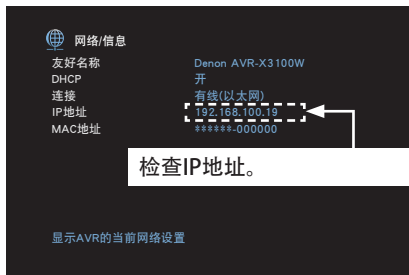 网络/信息
友好名称 Denon AVR-X3100W
DHCP 开
连接 有线(以太网)
IP地址 192.168.100.19
MAC地址 ******-000000
检查IP地址。
显示AVR的当前网络设置